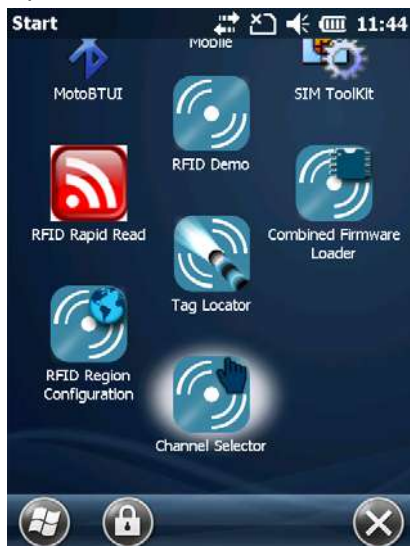 Start 11:44
Mobile
MotoBTUI
SIM ToolKit
RFID Demo
RFID Rapid Read
Combined Firmware
Loader
Tag Locator
RFID Region
Configuration
Channel Selector